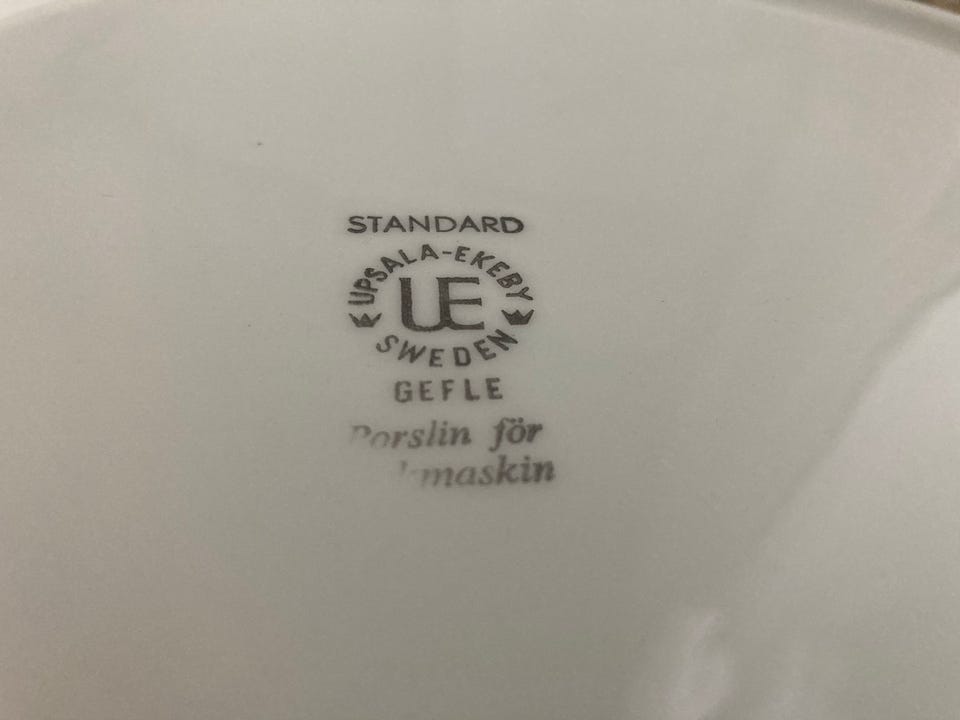 STANDARD
UPSALA-EKEBY
UE
SWEDEN
GEFLE
Porslin för